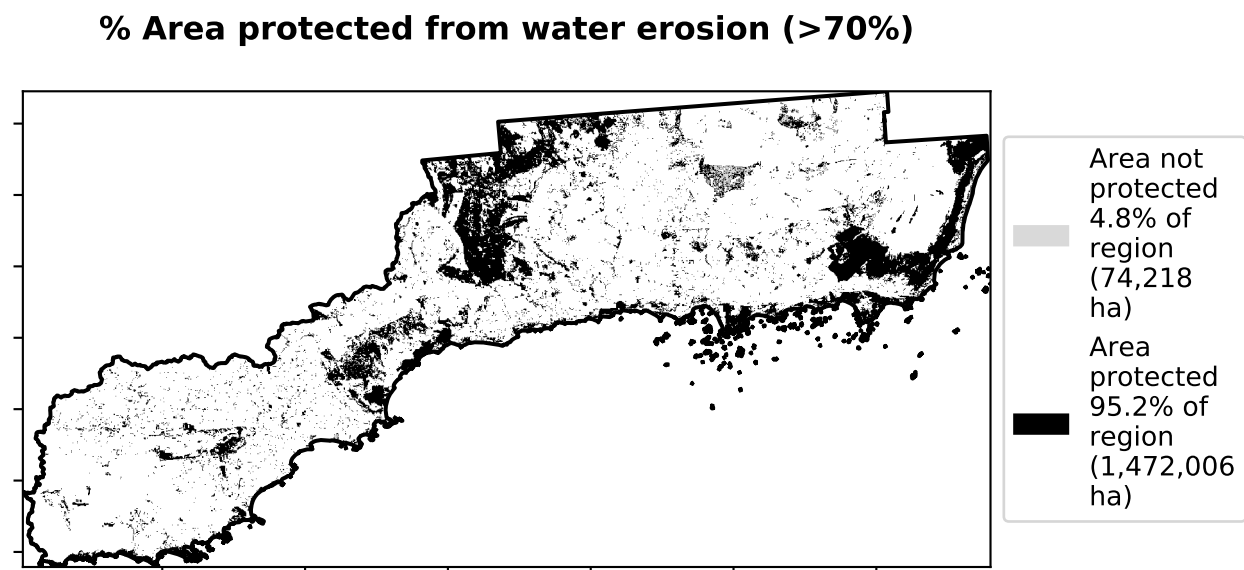 % Area protected from water erosion (>70%)
Area not
protected
4.8% of
region
(74,218
ha)
Area
protected
95.2% of
region
(1,472,006
ha)